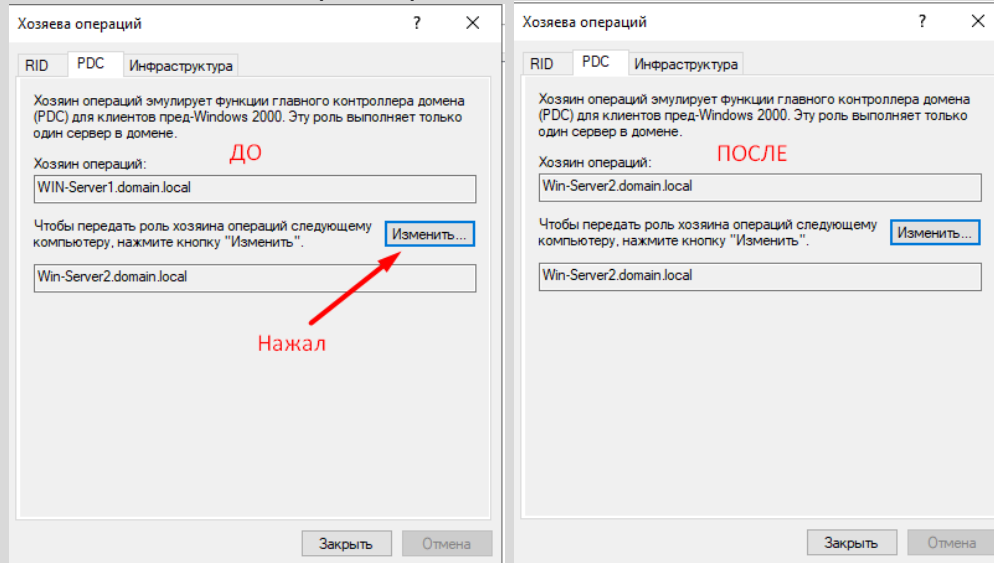 Хозяева операций ? ×
RID PDC Инфраструктура
Хозяин операций эмулирует функции главного контроллера домена
(PDC) для клиентов пред-Windows 2000. Эту роль выполняет только
один сервер в домене.
ДО
Хозяин операций:
WIN-Server1.domain.local
Чтобы передать роль хозяина операций следующему
компьютеру, нажмите кнопку "Изменить".
Изменить...
Win-Server2.domain.local
Нажал
Закрыть Отмена
Хозяева операций ? ×
RID PDC Инфраструктура
Хозяин операций эмулирует функции главного контроллера домена
(PDC) для клиентов пред-Windows 2000. Эту роль выполняет только
один сервер в домене.
ПОСЛЕ
Хозяин операций:
Win-Server2.domain.local
Чтобы передать роль хозяина операций следующему
компьютеру, нажмите кнопку "Изменить".
Изменить...
Win-Server2.domain.local
Закрыть Отмена